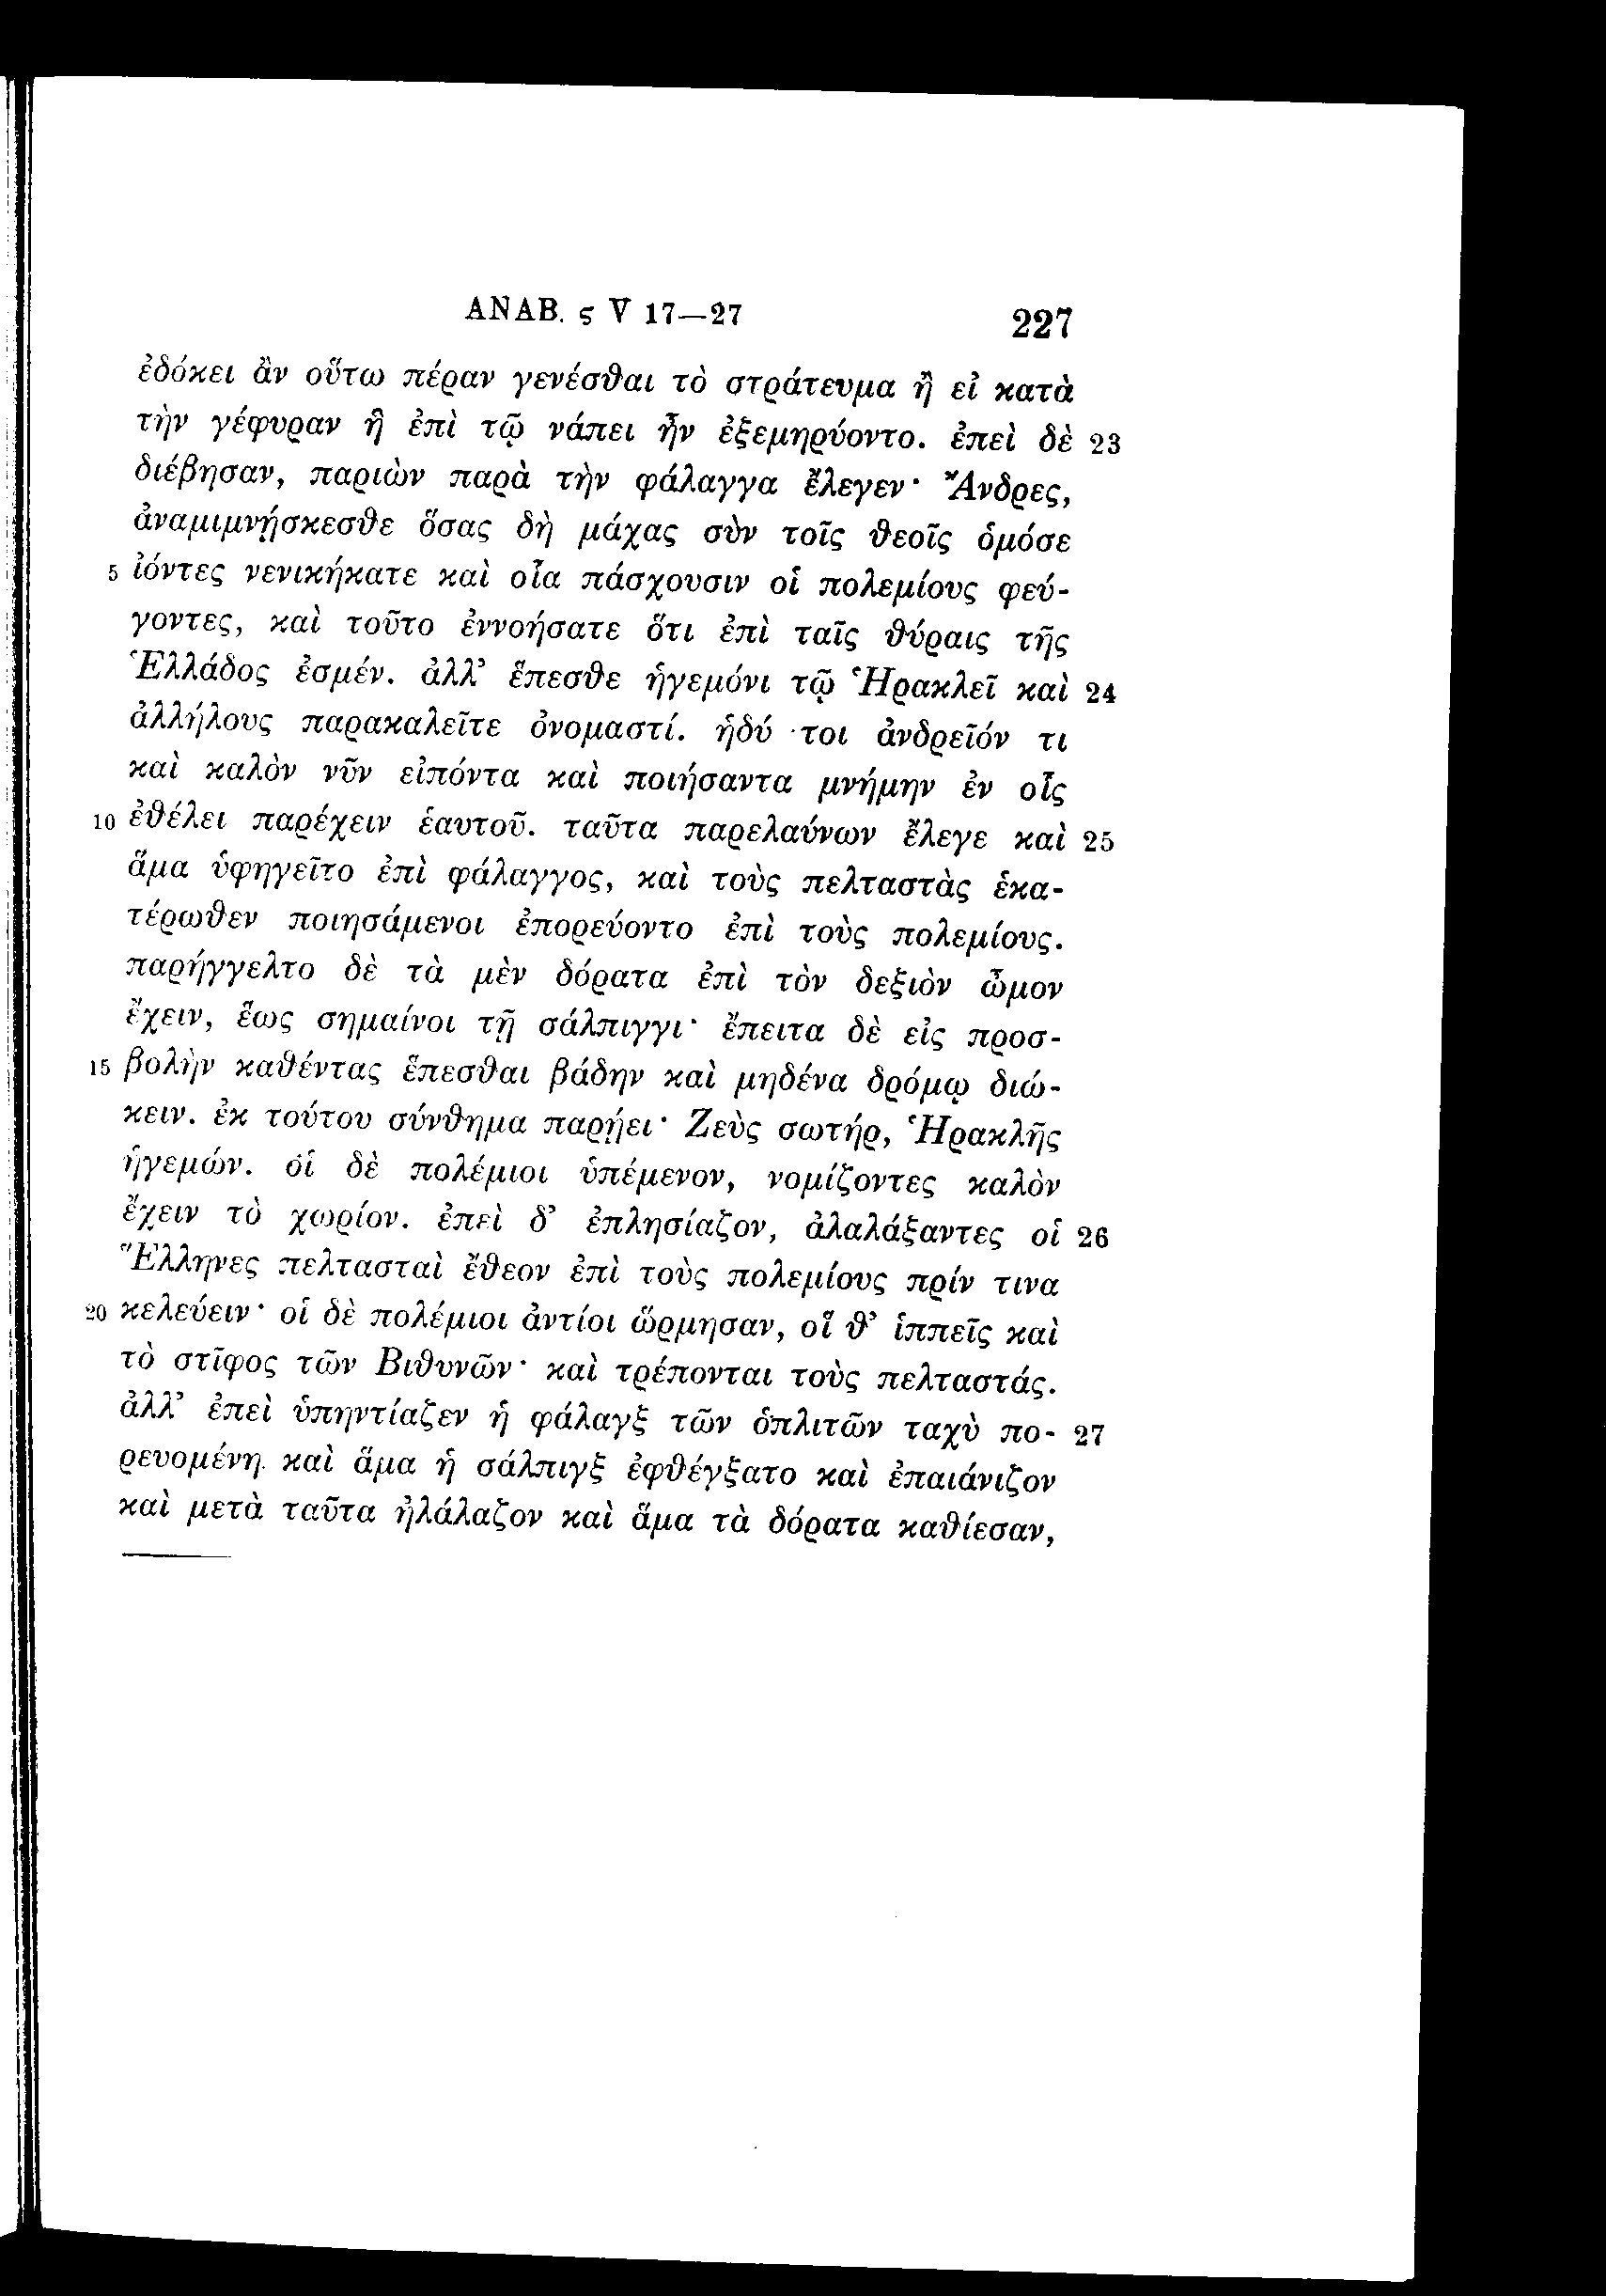 ΑΝΑΒ. ς V 17—27 227
ἐδόκει ἂν οὕτω πέραν γενέσθαι τὸ στράτευμα ἢ εἰ κατὰ
τὴν γέφυραν ἣ ἐπὶ τῷ νάπει ἦν ἐξεμηρύοντο. ἐπεὶ δὲ 23
διέβησαν, παριὼν παρὰ τὴν φάλαγγα ἔλεγεν· Ἄνδρες,
ἀναμιμνῄσκεσθε ὅσας δὴ μάχας σὺν τοῖς θεοῖς ὁμόσε
5 ἰόντες νενικήκατε καὶ οἷα πάσχουσιν οἱ πολεμίους φεύ-
γοντες, καὶ τοῦτο ἐννοήσατε ὅτι ἐπὶ ταῖς θύραις τῆς
Ἑλλάδος ἐσμέν. ἀλλ’ ἕπεσθε ἡγεμόνι τῷ Ἡρακλεῖ καὶ 24
ἀλλήλους παρακαλεῖτε ὀνομαστί. ἡδύ τοι ἀνδρεῖόν τι
καὶ καλὸν νῦν εἰπόντα καὶ ποιήσαντα μνήμην ἐν οἷς
10 ἐθέλει παρέχειν ἑαυτοῦ. ταῦτα παρελαύνων ἔλεγε καὶ 25
ἅμα ὑφηγεῖτο ἐπὶ φάλαγγος, καὶ τοὺς πελταστὰς ἑκα-
τέρωθεν ποιησάμενοι ἐπορεύοντο ἐπὶ τοὺς πολεμίους.
παρήγγελτο δὲ τὰ μὲν δόρατα ἐπὶ τὸν δεξιὸν ὦμον
ἔχειν, ἕως σημαίνοι τῇ σάλπιγγι· ἔπειτα δὲ εἰς προσ-
15 βολὴν καθέντας ἕπεσθαι βάδην καὶ μηδένα δρόμῳ διώ-
κειν. ἐκ τούτου σύνθημα παρῄει· Ζεὺς σωτήρ, Ἡρακλῆς
ἡγεμών. οἱ δὲ πολέμιοι ὑπέμενον, νομίζοντες καλὸν
ἔχειν τὸ χωρίον. ἐπεὶ δ’ ἐπλησίαζον, ἀλαλάξαντες οἱ 26
Ἕλληνες πελτασταὶ ἔθεον ἐπὶ τοὺς πολεμίους πρίν τινα
20 κελεύειν· οἱ δὲ πολέμιοι ἀντίοι ὥρμησαν, οἵ θ’ ἱππεῖς καὶ
τὸ στῖφος τῶν Βιθυνῶν· καὶ τρέπονται τοὺς πελταστάς.
ἀλλ’ ἐπεὶ ὑπηντίαζεν ἡ φάλαγξ τῶν ὁπλιτῶν ταχὺ πο- 27
ρευομένη καὶ ἅμα ἡ σάλπιγξ ἐφθέγξατο καὶ ἐπαιάνιζον
καὶ μετὰ ταῦτα ἠλάλαζον καὶ ἅμα τὰ δόρατα καθίεσαν,